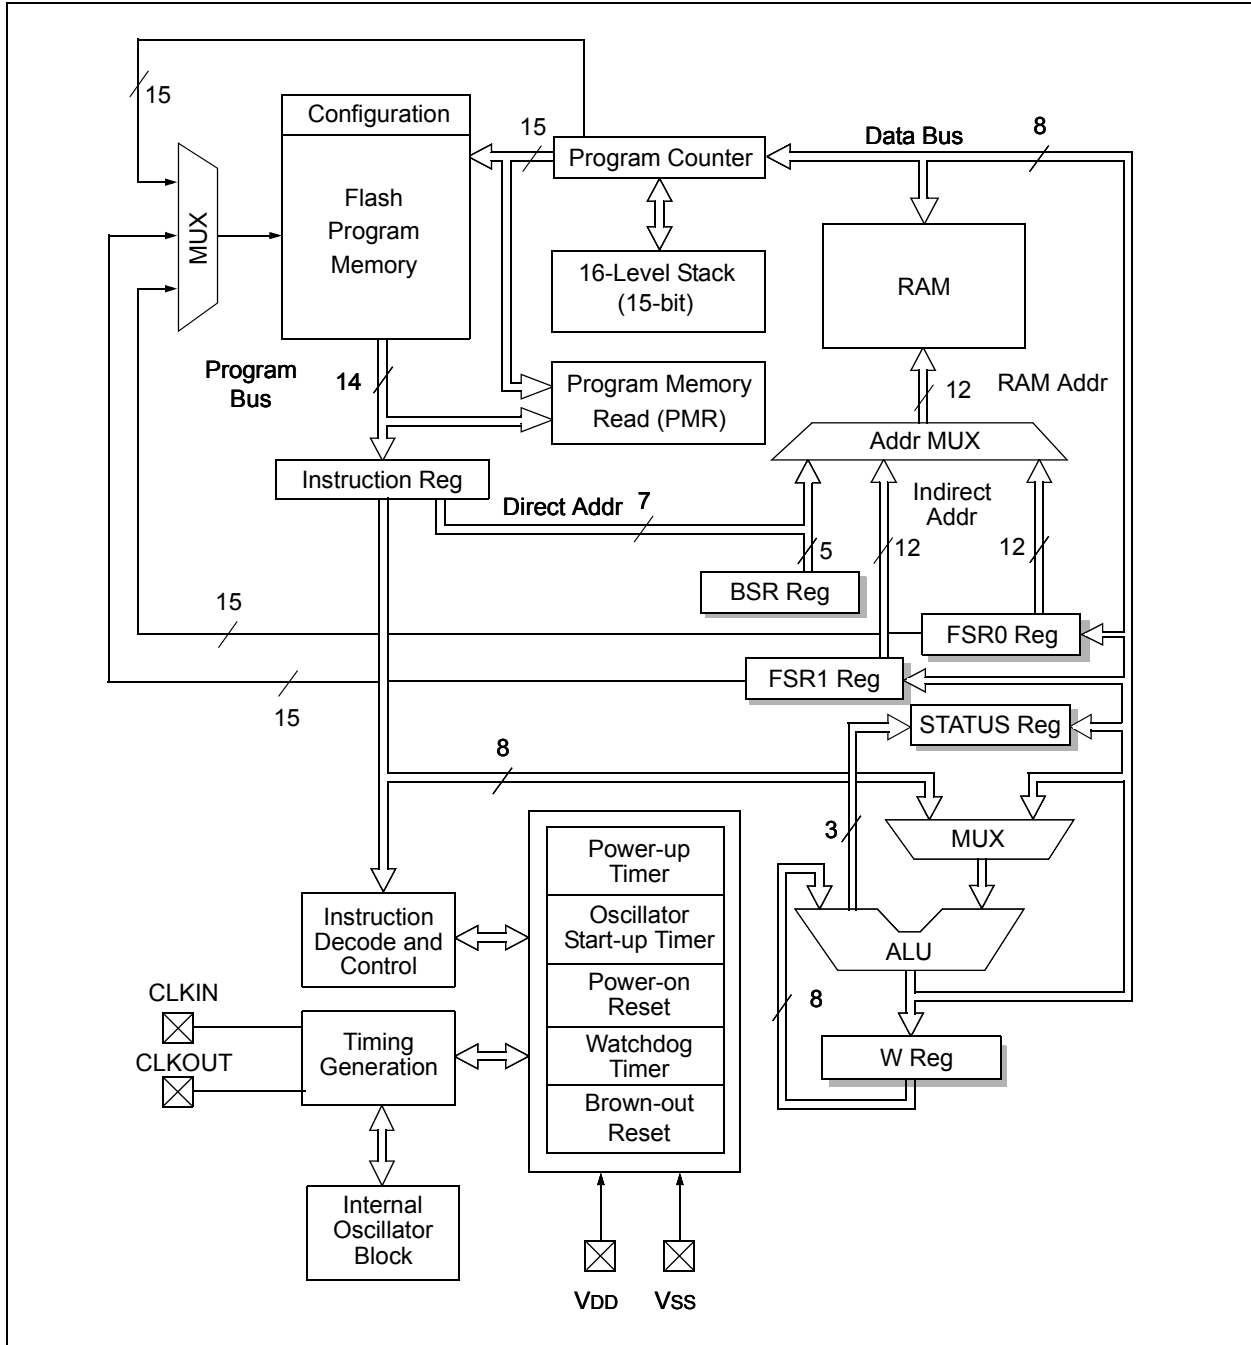 15
Configuration
15
Program Counter
Data Bus
8
MUX
Flash
Program
Memory
16-Level Stack
(15-bit)
RAM
Program
Bus
14
Program Memory
Read (PMR)
12
RAM Addr
Addr MUX
Instruction Reg
Direct Addr
7
Indirect
Addr
5
12
12
BSR Reg
15
FSR0 Reg
FSR1 Reg
15
STATUS Reg
8
3
MUX
Power-up
Timer
Instruction
Decode and
Control
Oscillator
Start-up Timer
ALU
CLKIN
Power-on
Reset
8
Timing
Generation
CLKOUT
Watchdog
Timer
W Reg
Brown-out
Reset
Internal
Oscillator
Block
VDD
VSS